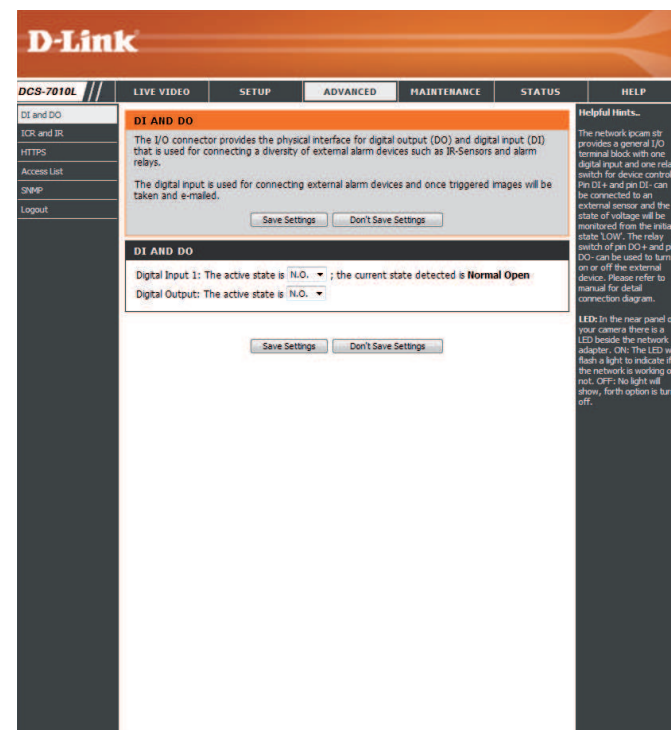 D-Link
DCS-7010L
LIVE VIDEO
SETUP
ADVANCED
MAINTENANCE
STATUS
HELP
DI and DO
ICR and IR
HTTPS
Access List
SNMP
Logout
DI AND DO
The I/O connector provides the physical interface for digital output (DO) and digital input (DI)
that is used for connecting a diversity of external alarm devices such as IR-Sensors and alarm
relays.
The digital input is used for connecting external alarm devices and once triggered images will be
taken and e-mailed.
Save Settings
Don't Save Settings
DI AND DO
Digital Input 1: The active state is N.O. ; the current state detected is Normal Open
Digital Output: The active state is N.O.
Save Settings
Don't Save Settings
Helpful Hints..
The network ipcam str
provides a general I/O
terminal block with one
digital input and one rela
switch for device control
Pin DI+ and pin DI- can
be connected to an
external sensor and the
state of voltage will be
monitored from the initia
state 'LOW'. The relay
switch of pin DO+ and p
DO- can be used to turn
on or off the external
device. Please refer to
manual for detail
connection diagram.
LED: In the near panel o
your camera there is a
LED beside the network
adapter. ON: The LED w
flash a light to indicate if
the network is working o
not. OFF: No light will
show, forth option is tur
off.